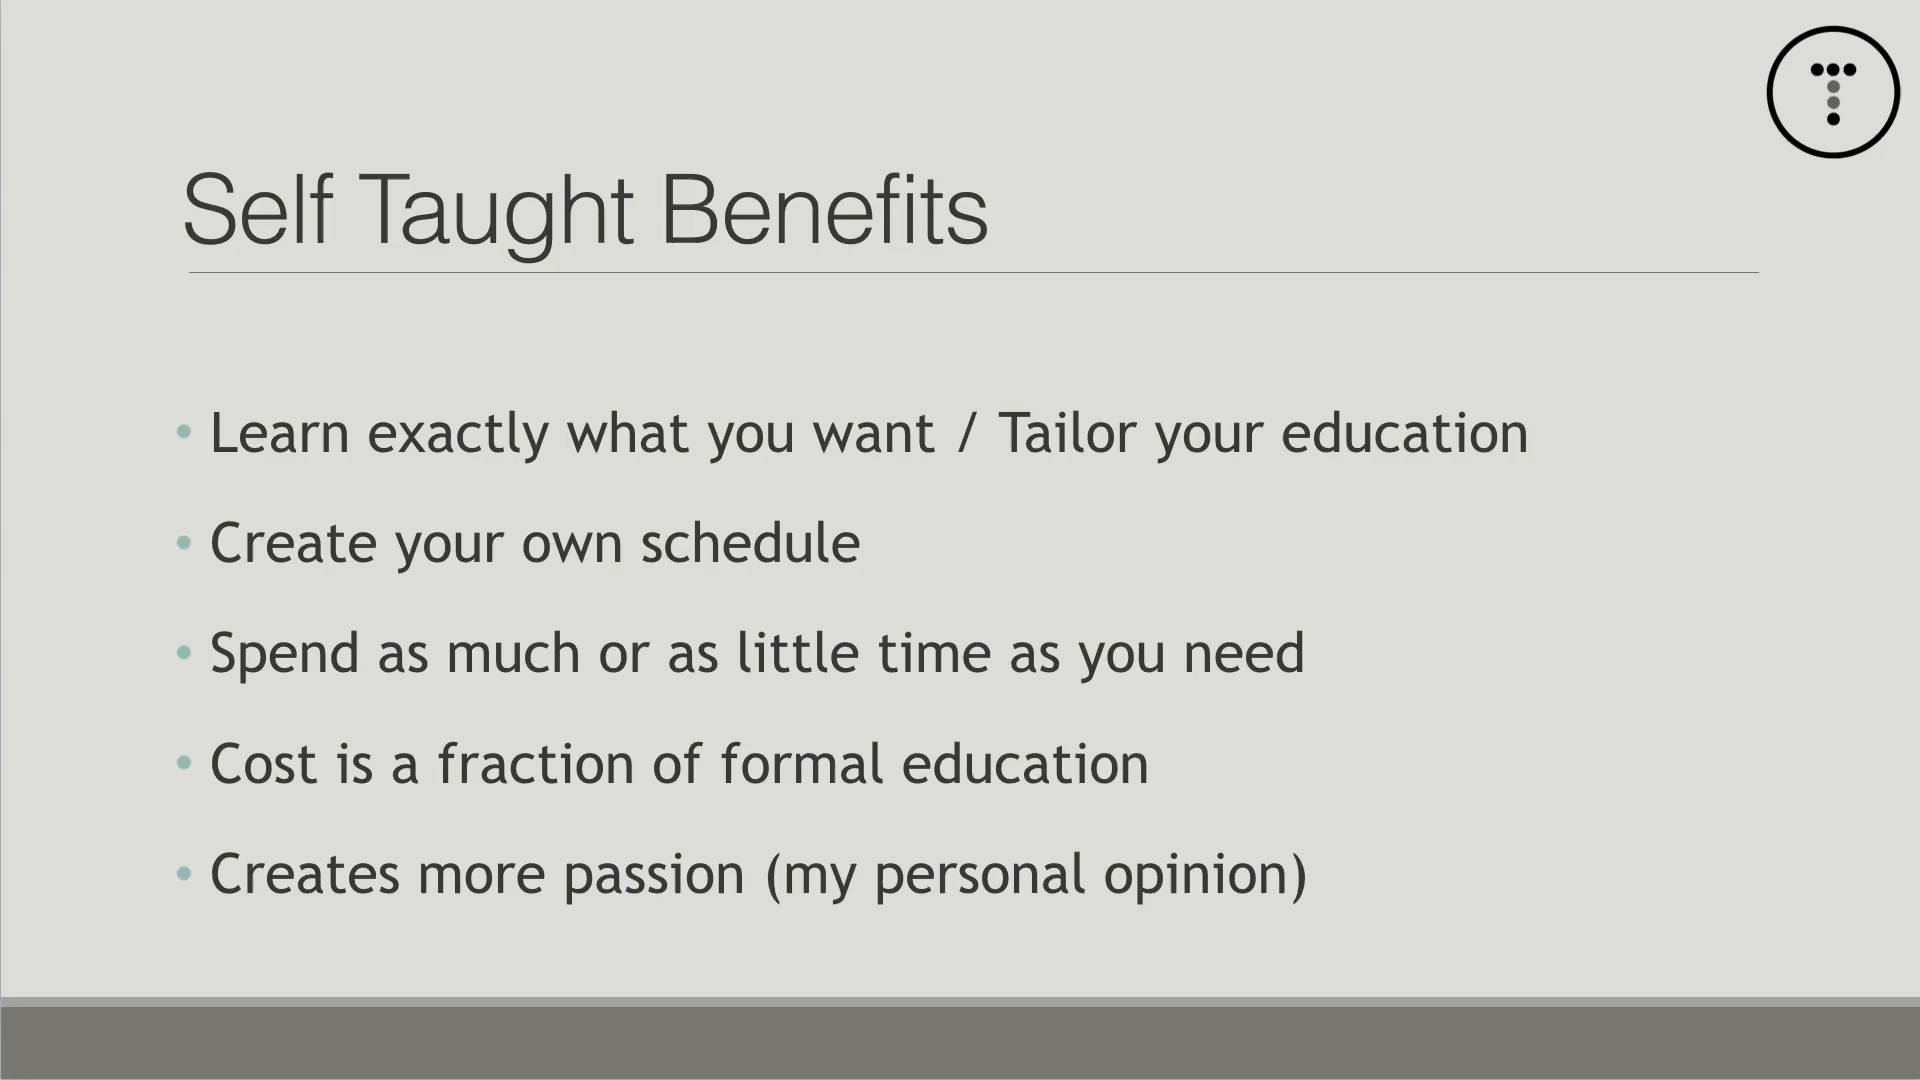 Self Taught Benefits
• Learn exactly what you want / Tailor your education
• Create your own schedule
• Spend as much or as little time as you need
• Cost is a fraction of formal education
• Creates more passion (my personal opinion)